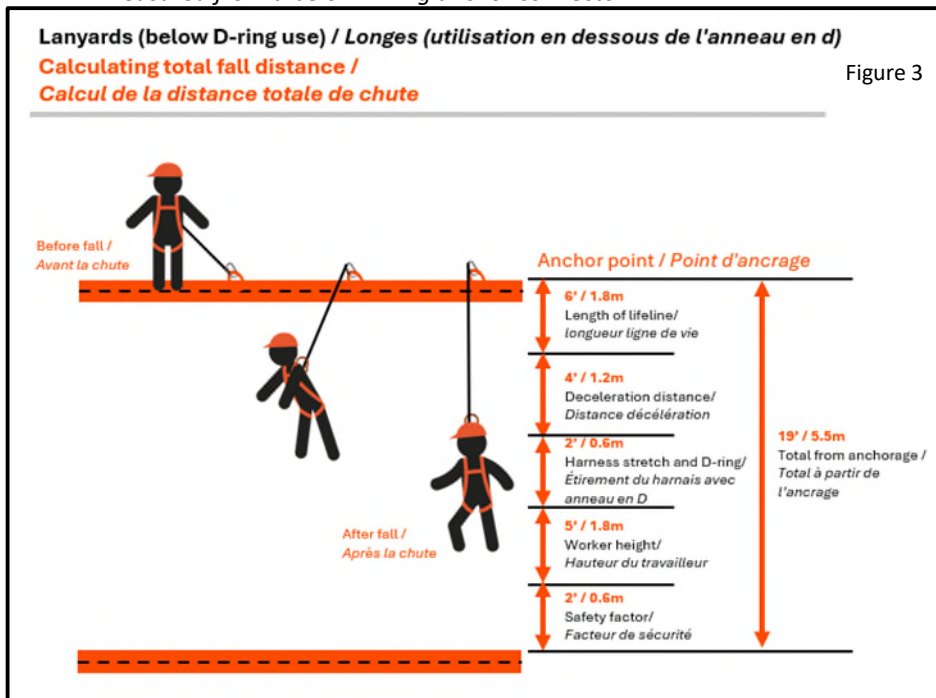 Lanyards (below D-ring use) / Longes (utilisation en dessous de l'anneau en d)
Calculating total fall distance /
Calcul de la distance totale de chute
Figure 3
Before fall /
Avant la chute
Anchor point / Point d'ancrage
6' / 1.8m
Length of lifeline/
longueur ligne de vie
4' / 1.2m
Deceleration distance/
Distance décélération
2' / 0.6m
Harness stretch and D-ring/
Étirement du harnais avec
anneau en D
19' / 5.5m
Total from anchorage /
Total à partir de
l'ancrage
After fall /
Après la chute
5' / 1.8m
Worker height/
Hauteur du travailleur
2' / 0.6m
Safety factor/
Facteur de sécurité